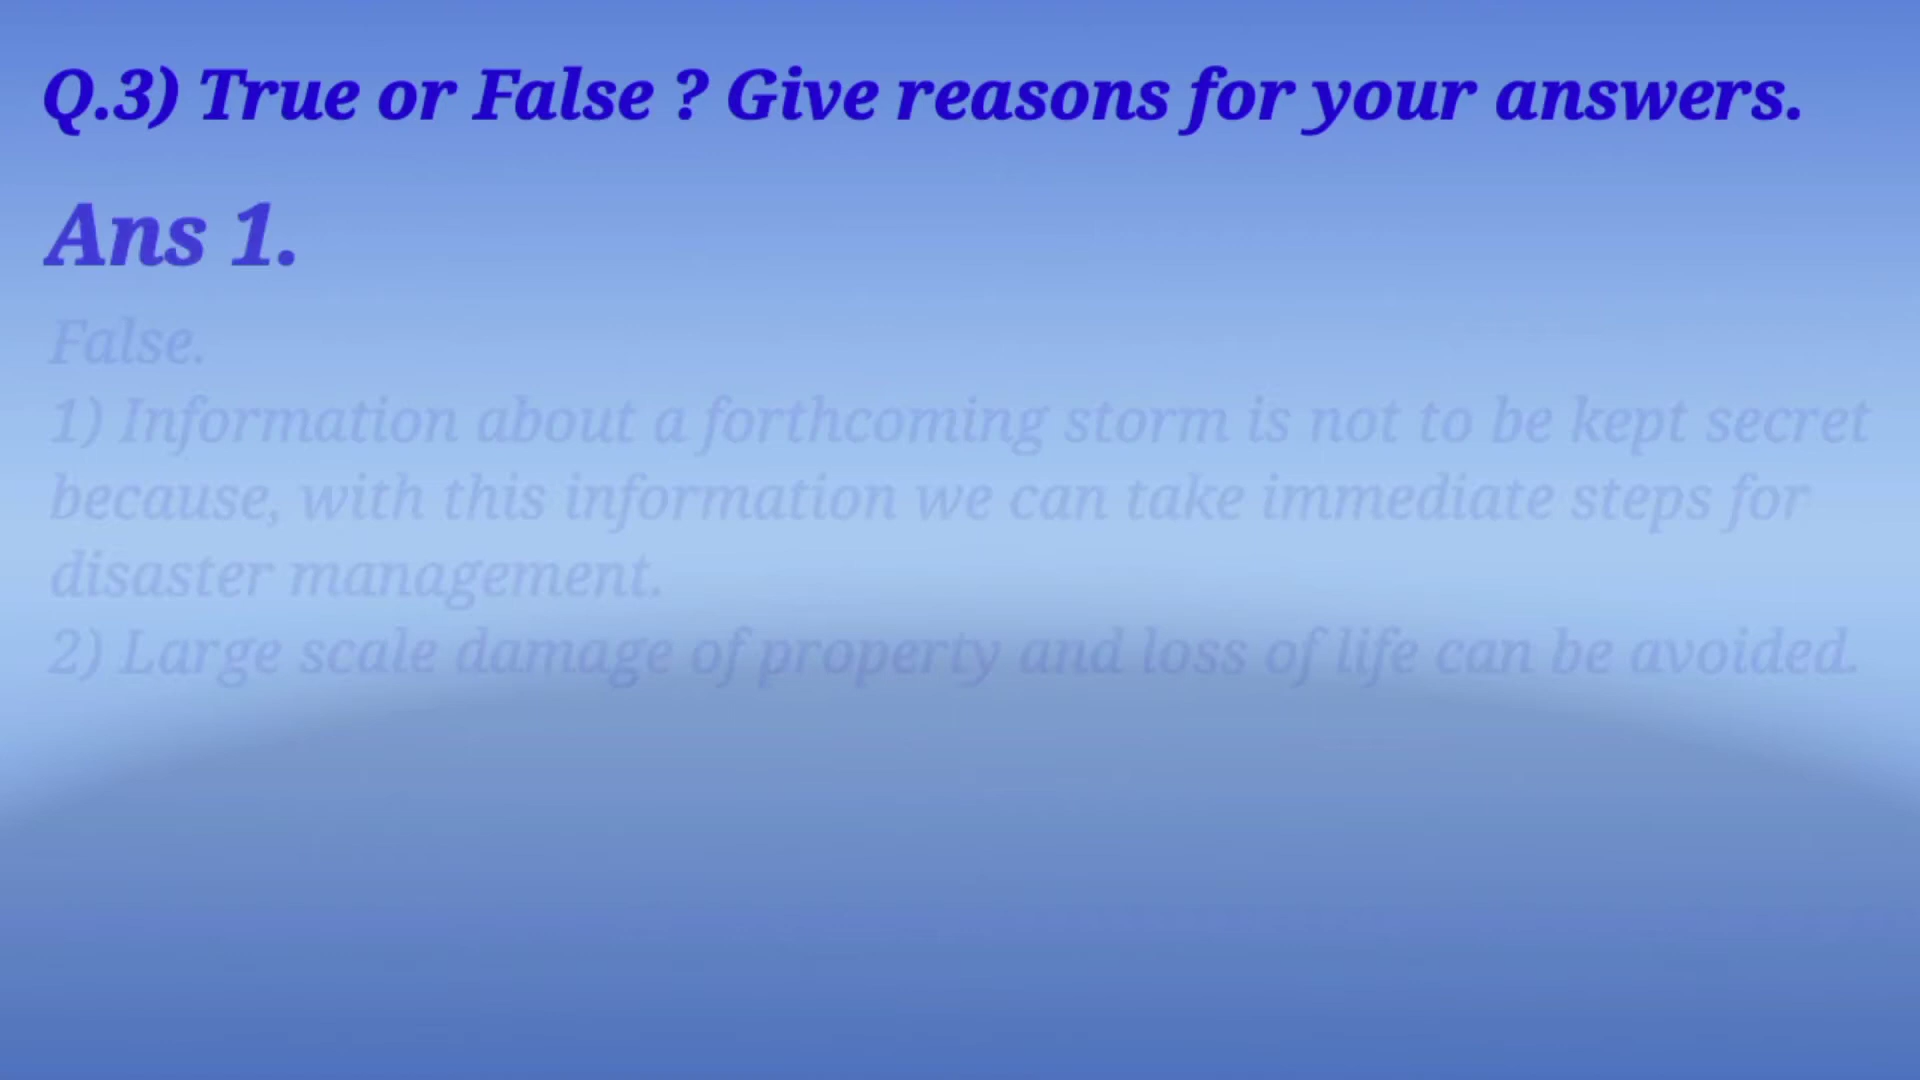 Q.3) True or False ? Give reasons for your answers.
Ans 1.
False.
1) Information about a forthcoming storm is not to be kept secret
because, with this information we can take immediate steps for
disaster management.
2) Large scale damage of property and loss of life can be avoided.